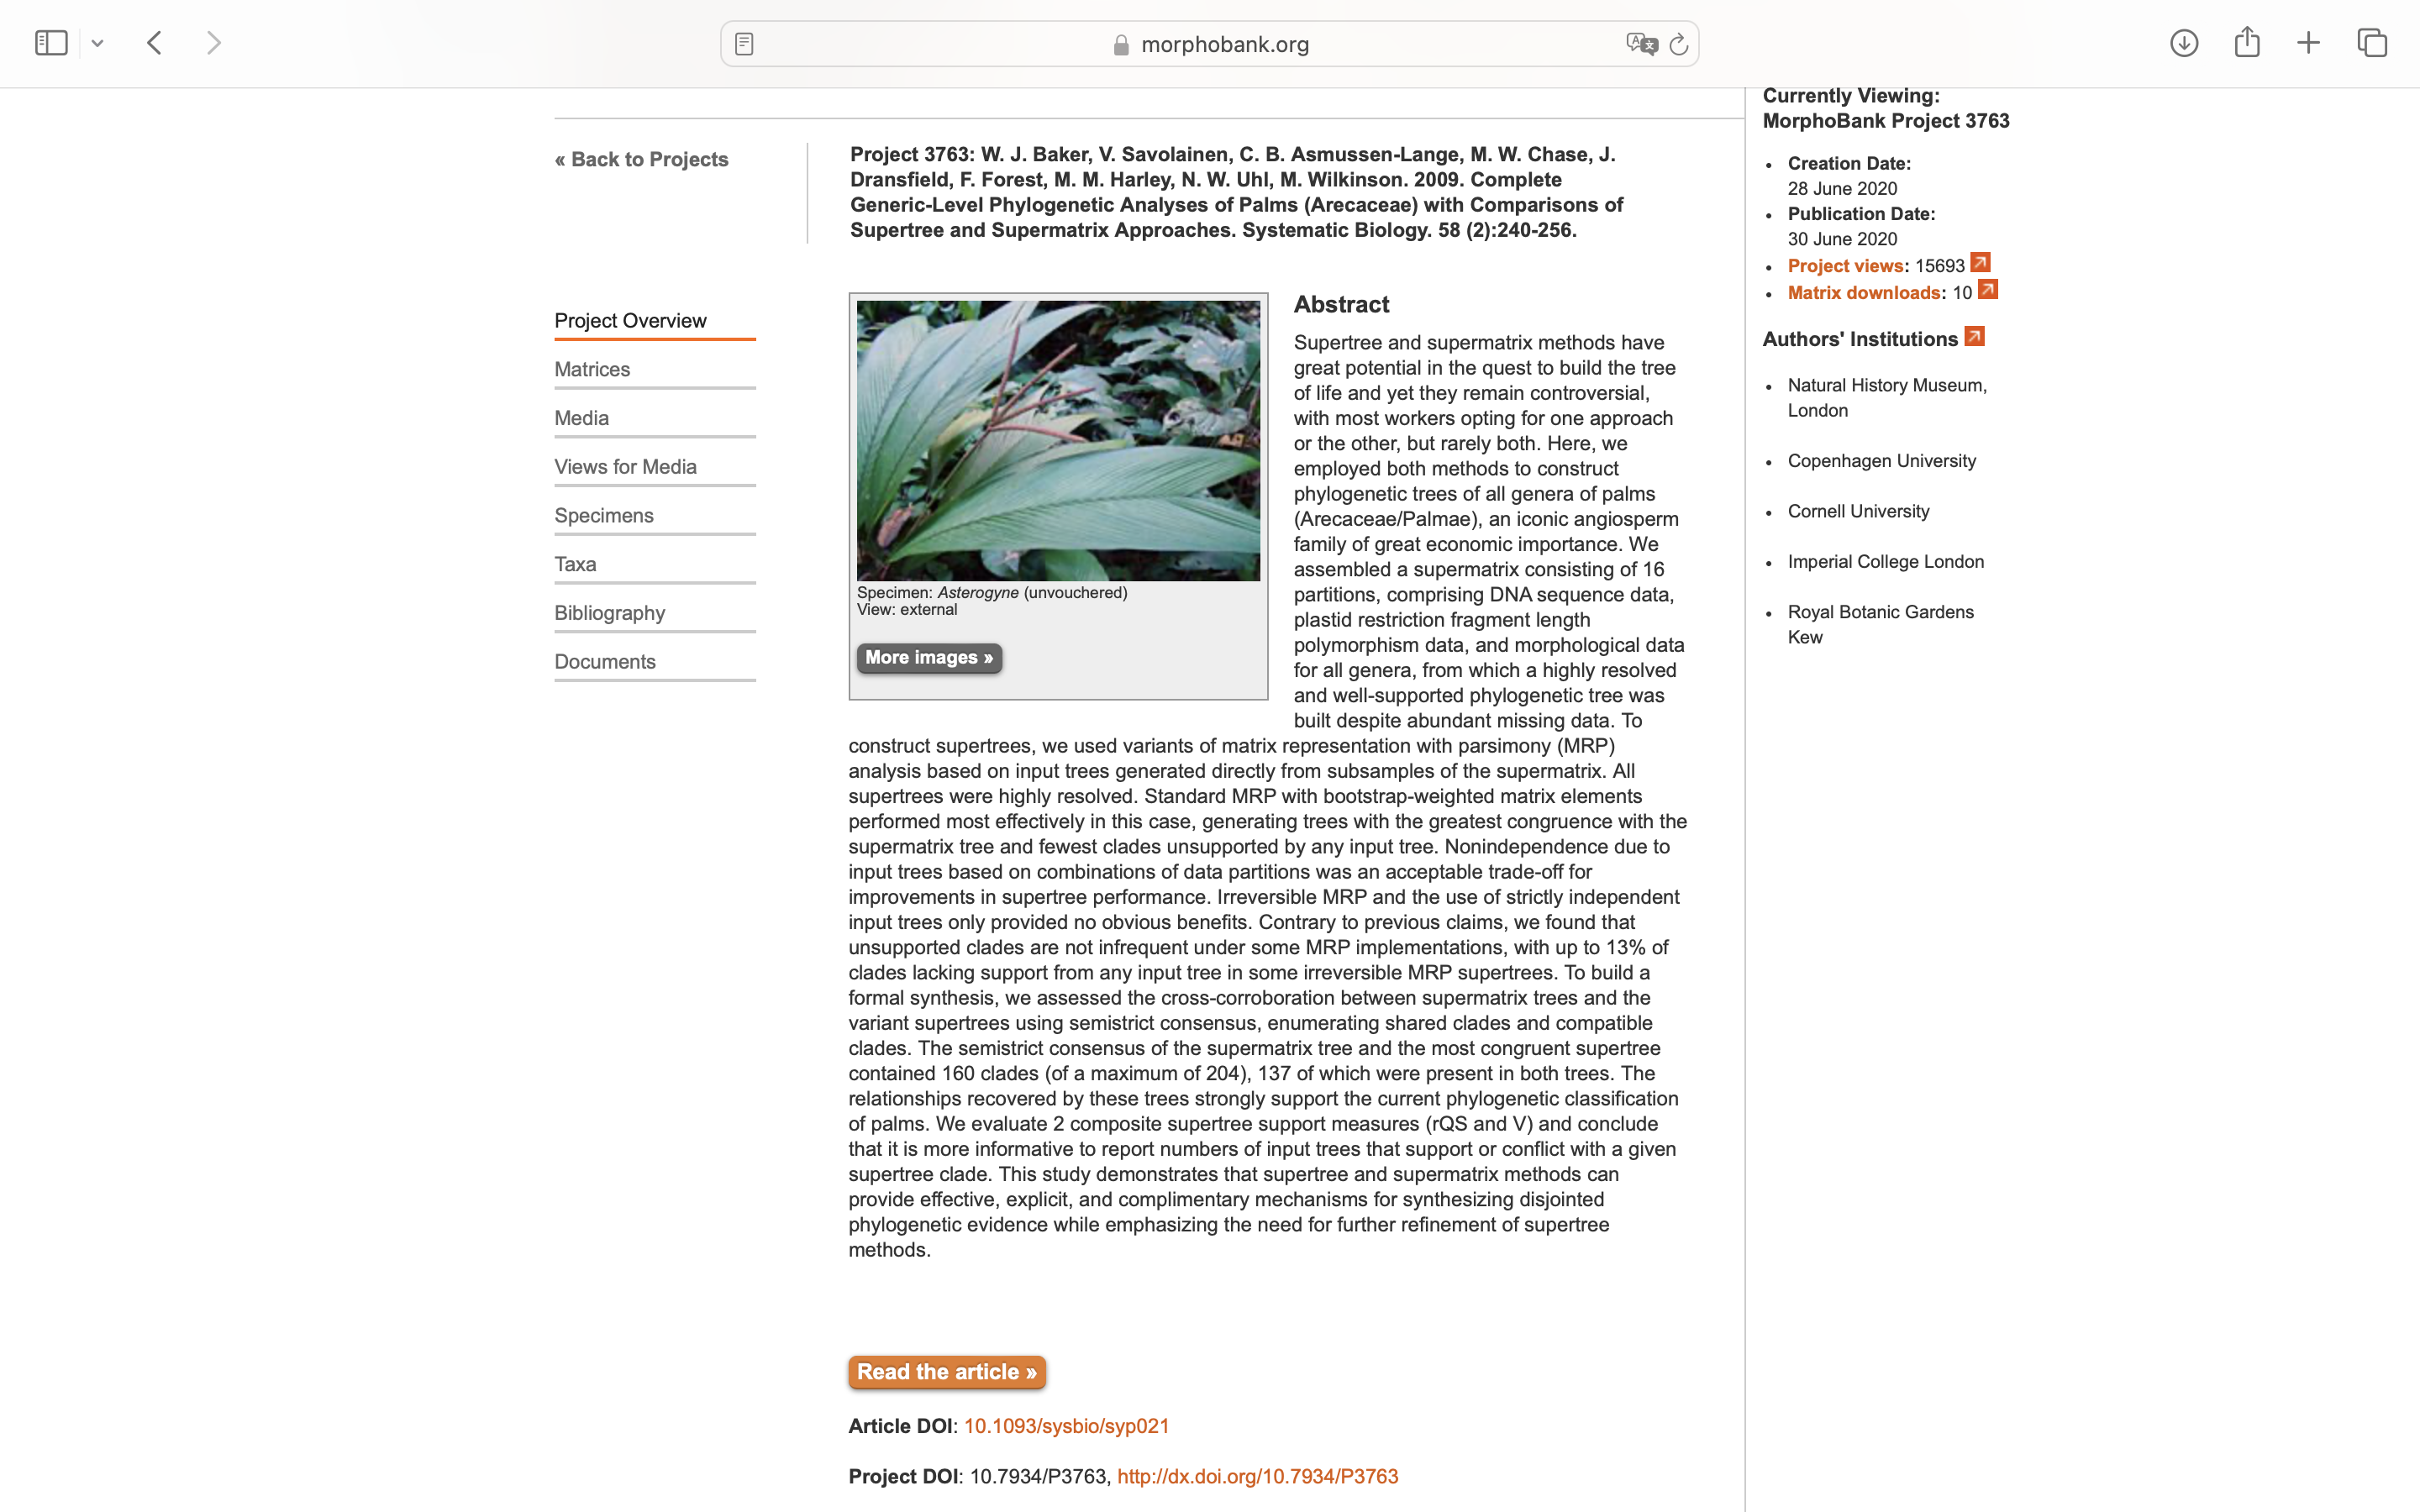 morphobank.org
« Back to Projects
Project 3763: W. J. Baker, V. Savolainen, C. B. Asmussen-Lange, M. W. Chase, J.
Dransfield, F. Forest, M. M. Harley, N. W. Uhl, M. Wilkinson. 2009. Complete
Generic-Level Phylogenetic Analyses of Palms (Arecaceae) with Comparisons of
Supertree and Supermatrix Approaches. Systematic Biology. 58 (2):240-256.
Project Overview
Matrices
Media
Views for Media
Specimens
Taxa
Bibliography
Documents
Specimen: Asterogyne (unvouchered)
View: external
More images »
Abstract
Supertree and supermatrix methods have
great potential in the quest to build the tree
of life and yet they remain controversial,
with most workers opting for one approach
or the other, but rarely both. Here, we
employed both methods to construct
phylogenetic trees of all genera of palms
(Arecaceae/Palmae), an iconic angiosperm
family of great economic importance. We
assembled a supermatrix consisting of 16
partitions, comprising DNA sequence data,
plastid restriction fragment length
polymorphism data, and morphological data
for all genera, from which a highly resolved
and well-supported phylogenetic tree was
built despite abundant missing data. To
construct supertrees, we used variants of matrix representation with parsimony (MRP)
analysis based on input trees generated directly from subsamples of the supermatrix. All
supertrees were highly resolved. Standard MRP with bootstrap-weighted matrix elements
performed most effectively in this case, generating trees with the greatest congruence with the
supermatrix tree and fewest clades unsupported by any input tree. Nonindependence due to
input trees based on combinations of data partitions was an acceptable trade-off for
improvements in supertree performance. Irreversible MRP and the use of strictly independent
input trees only provided no obvious benefits. Contrary to previous claims, we found that
unsupported clades are not infrequent under some MRP implementations, with up to 13% of
clades lacking support from any input tree in some irreversible MRP supertrees. To build a
formal synthesis, we assessed the cross-corroboration between supermatrix trees and the
variant supertrees using semistrict consensus, enumerating shared clades and compatible
clades. The semistrict consensus of the supermatrix tree and the most congruent supertree
contained 160 clades (of a maximum of 204), 137 of which were present in both trees. The
relationships recovered by these trees strongly support the current phylogenetic classification
of palms. We evaluate 2 composite supertree support measures (rQS and V) and conclude
that it is more informative to report numbers of input trees that support or conflict with a given
supertree clade. This study demonstrates that supertree and supermatrix methods can
provide effective, explicit, and complimentary mechanisms for synthesizing disjointed
phylogenetic evidence while emphasizing the need for further refinement of supertree
methods.
Read the article »
Article DOI: 10.1093/sysbio/syp021
Project DOI: 10.7934/P3763, http://dx.doi.org/10.7934/P3763
Currently Viewing:
MorphoBank Project 3763
• Creation Date:
28 June 2020
• Publication Date:
30 June 2020
• Project views: 15693
• Matrix downloads: 10
Authors' Institutions
• Natural History Museum,
London
• Copenhagen University
• Cornell University
• Imperial College London
• Royal Botanic Gardens
Kew